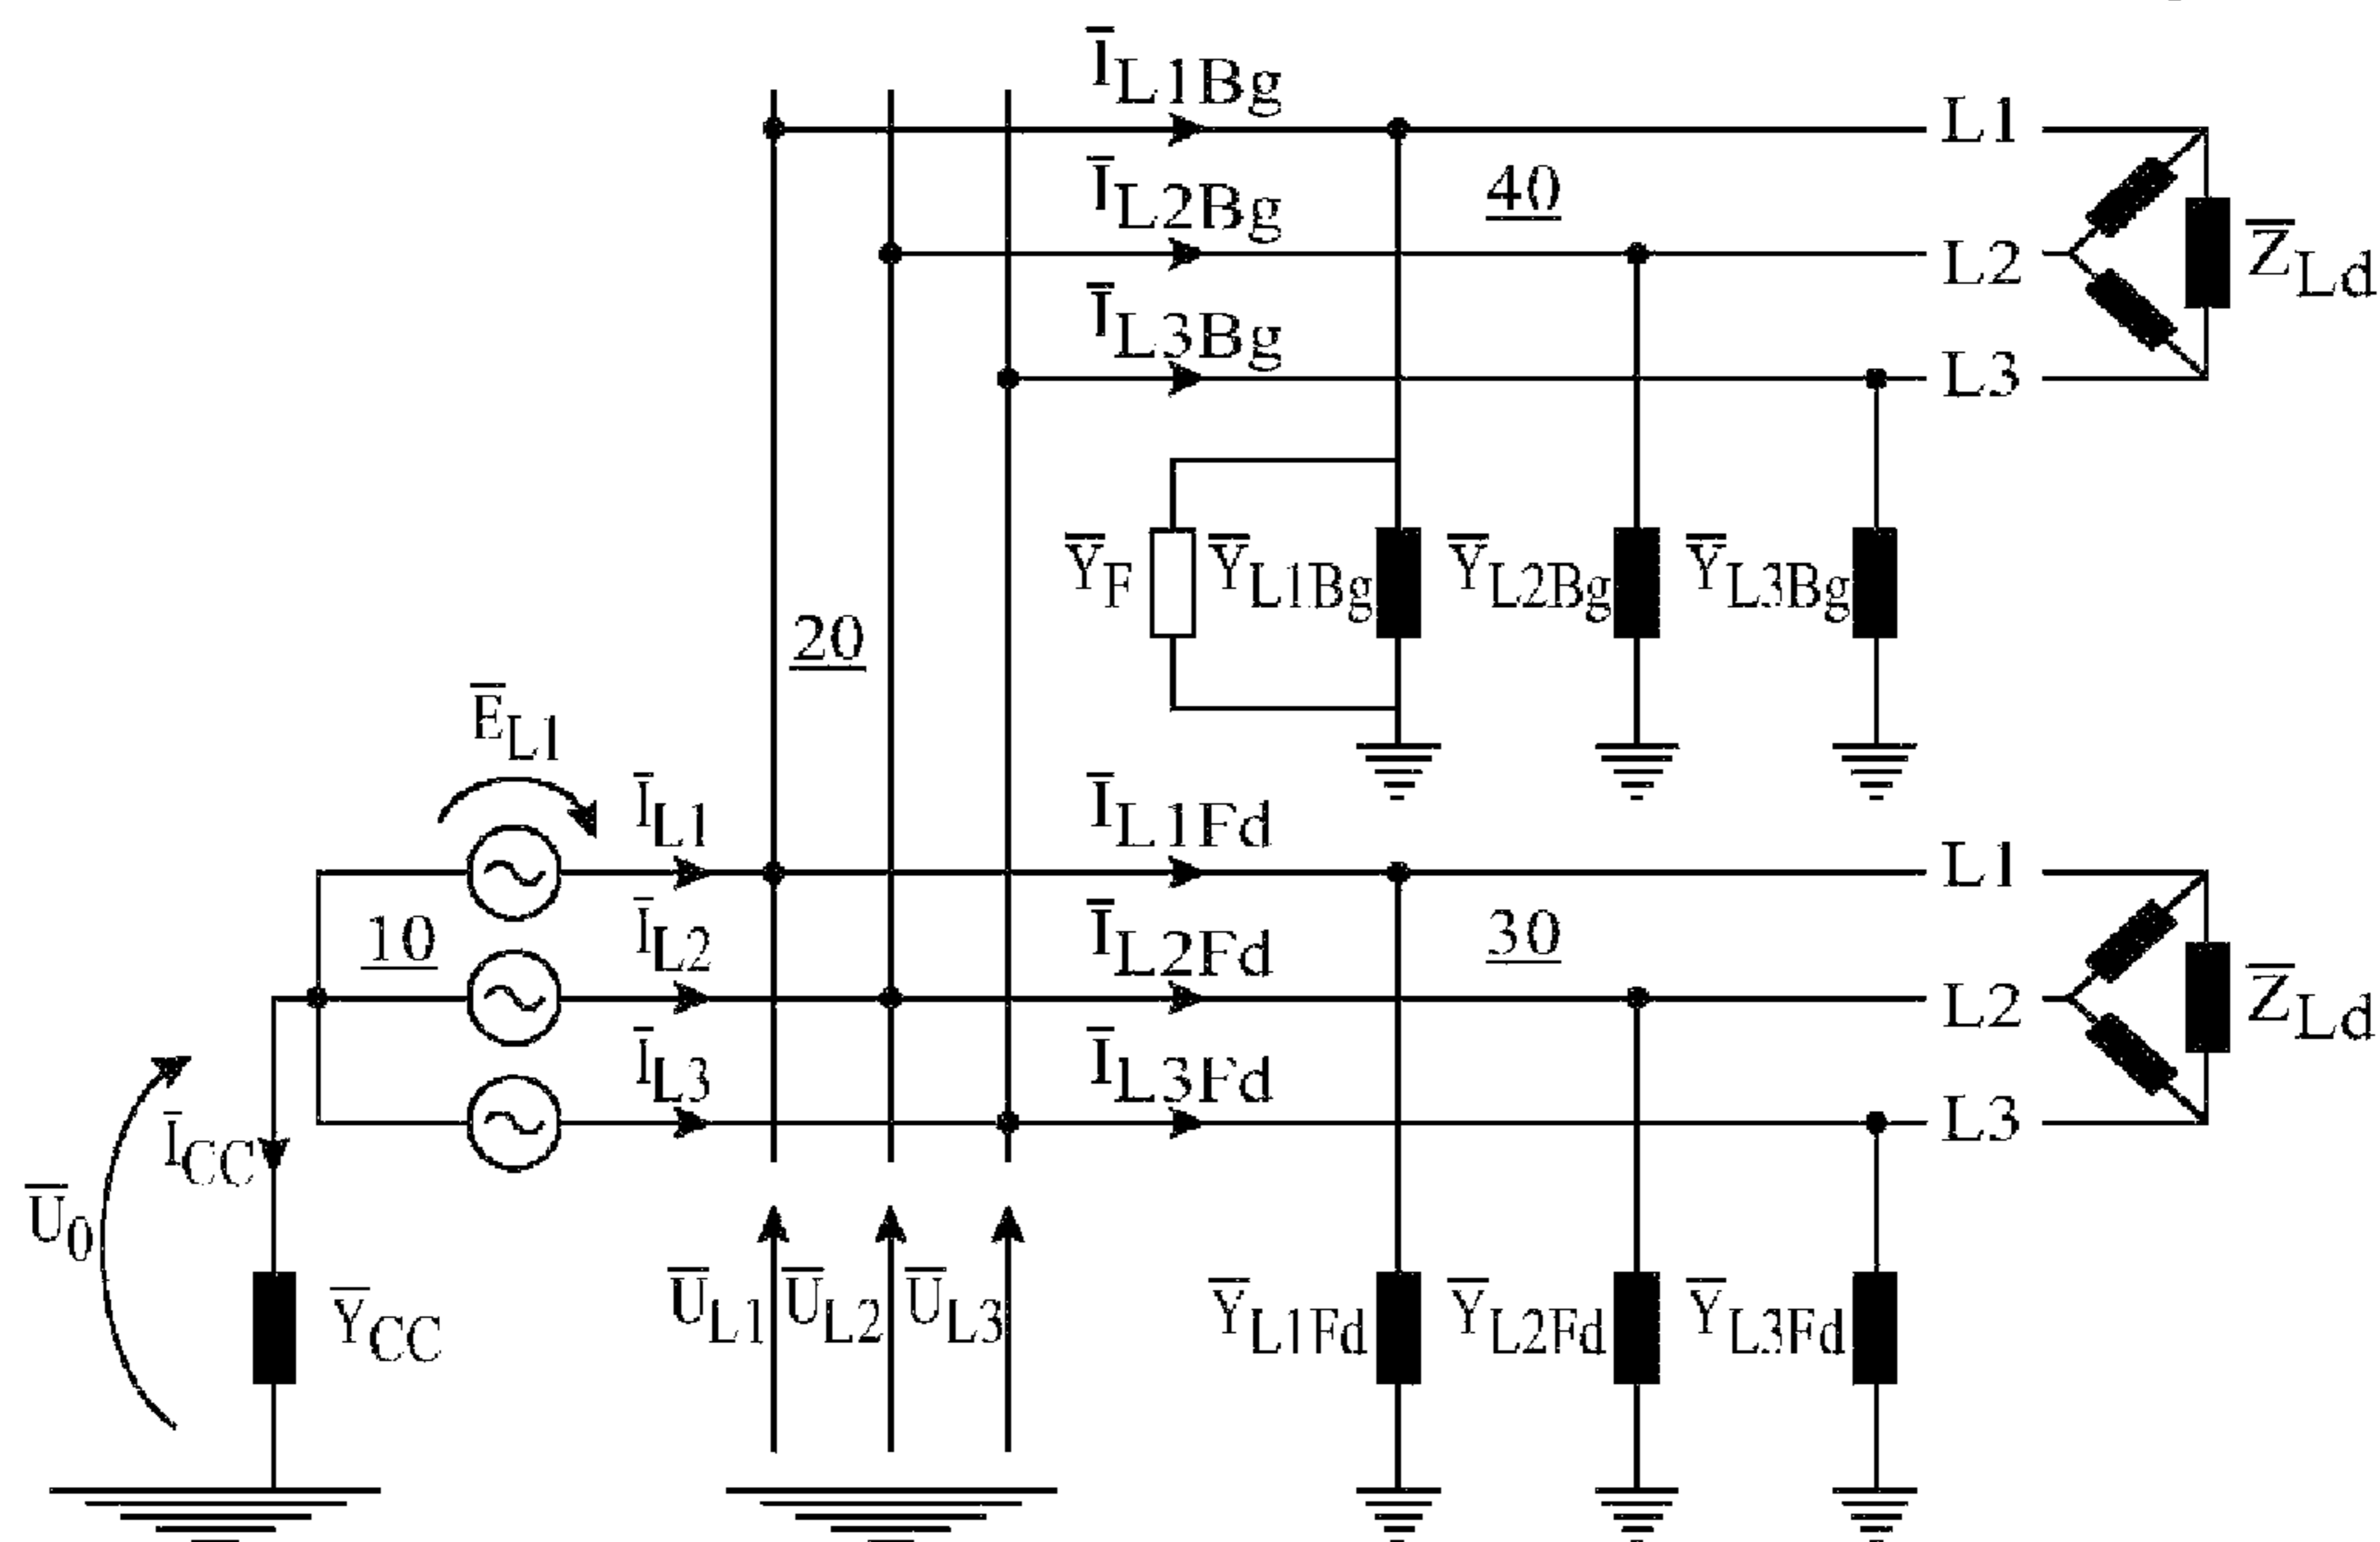 I̅L1Bg
L1
I̅L2Bg
40
L2
Z̅Ld
I̅L3Bg
L3
Y̅F
Y̅L1Bg
Y̅L2Bg
Y̅L3Bg
20
E̅L1
I̅L1
I̅L1Fd
L1
10
I̅L2
I̅L2Fd
30
L2
Z̅Ld
I̅L3
I̅L3Fd
L3
I̅CC
U̅0
Y̅CC
U̅L1
U̅L2
U̅L3
Y̅L1Fd
Y̅L2Fd
Y̅L3Fd